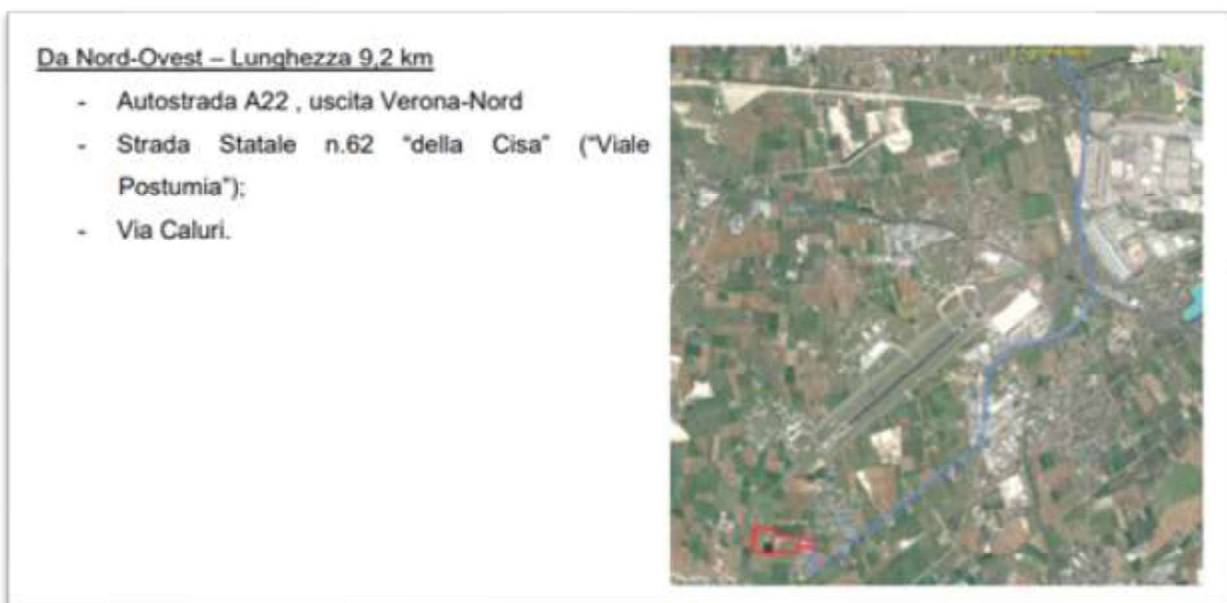 Da Nord-Ovest – Lunghezza 9,2 km
- Autostrada A22 , uscita Verona-Nord
- Strada Statale n.62 "della Cisa" ("Viale
Postumia");
- Via Caluri.